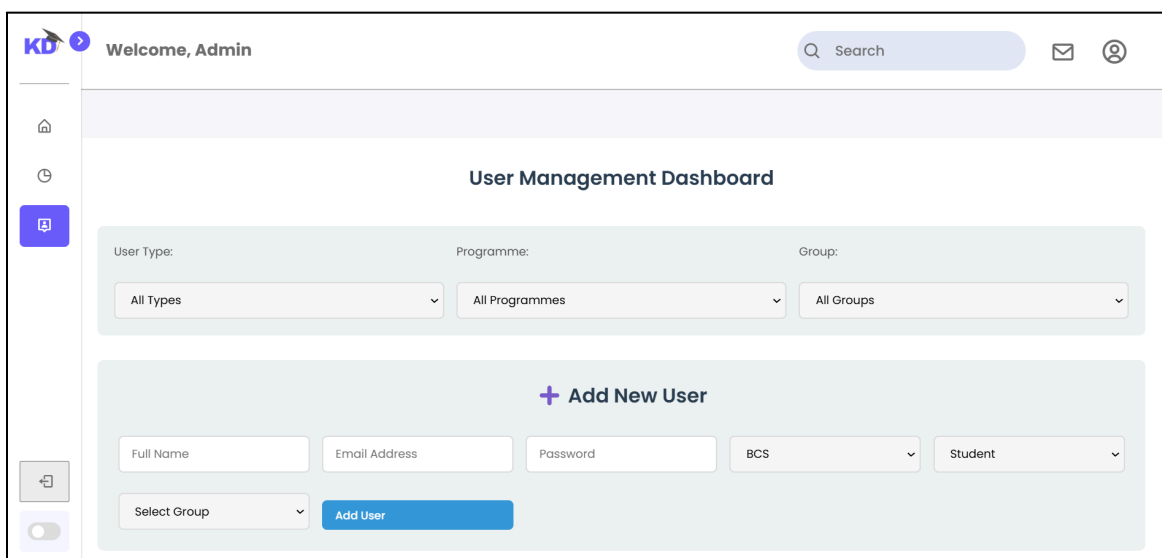 KD
Welcome, Admin
Search
User Management Dashboard
User Type:
Programme:
Group:
All Types
All Programmes
All Groups
Add New User
Full Name
Email Address
Password
BCS
Student
Select Group
Add User